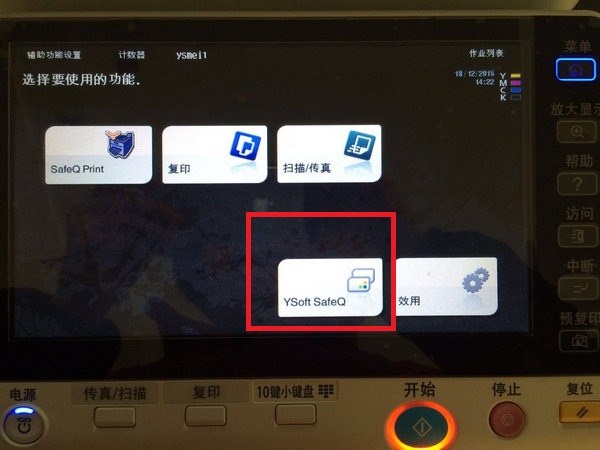 辅助功能设置 计数器 ysmei1 作业列表
选择要使用的功能.
18/12/2015
14:22
Y
M
C
K
SafeQ Print
复印
扫描/传真
YSoft SafeQ
效用
菜单
放大显示
帮助
?
访问
中断
预复印
电源
传真/扫描
复印
10键小键盘
开始
停止
复位